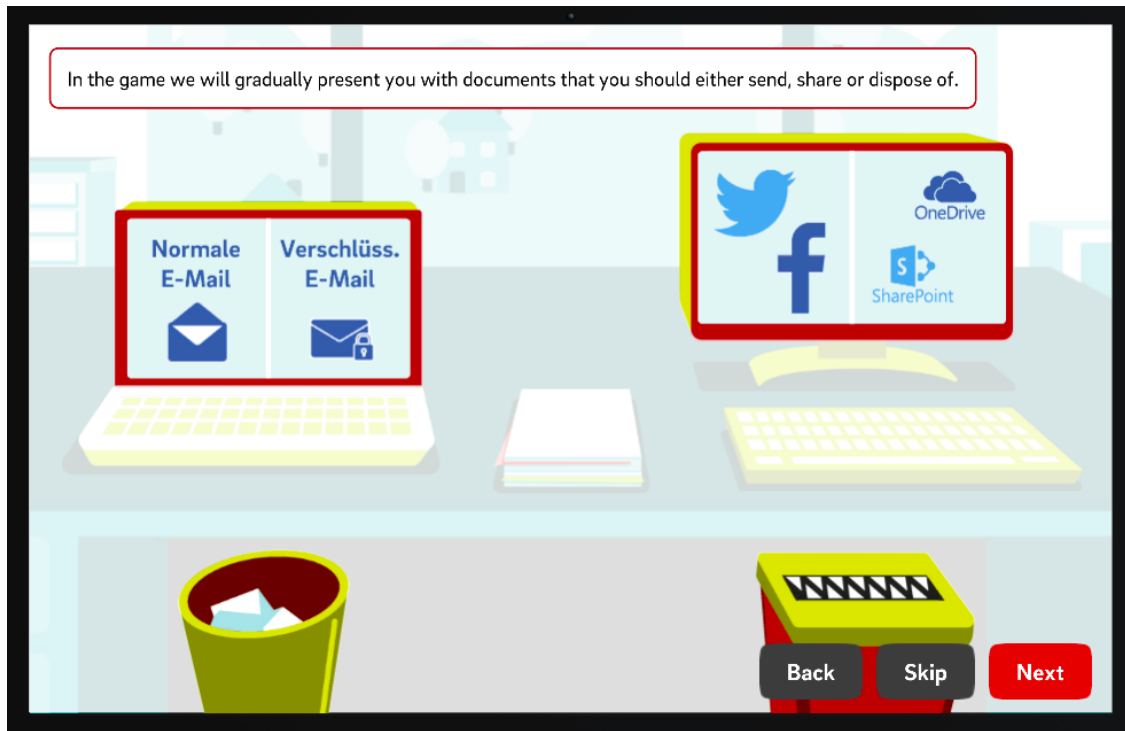 In the game we will gradually present you with documents that you should either send, share or dispose of.
Normale
E-Mail
Verschlüss.
E-Mail
OneDrive
S
SharePoint
Back
Skip
Next